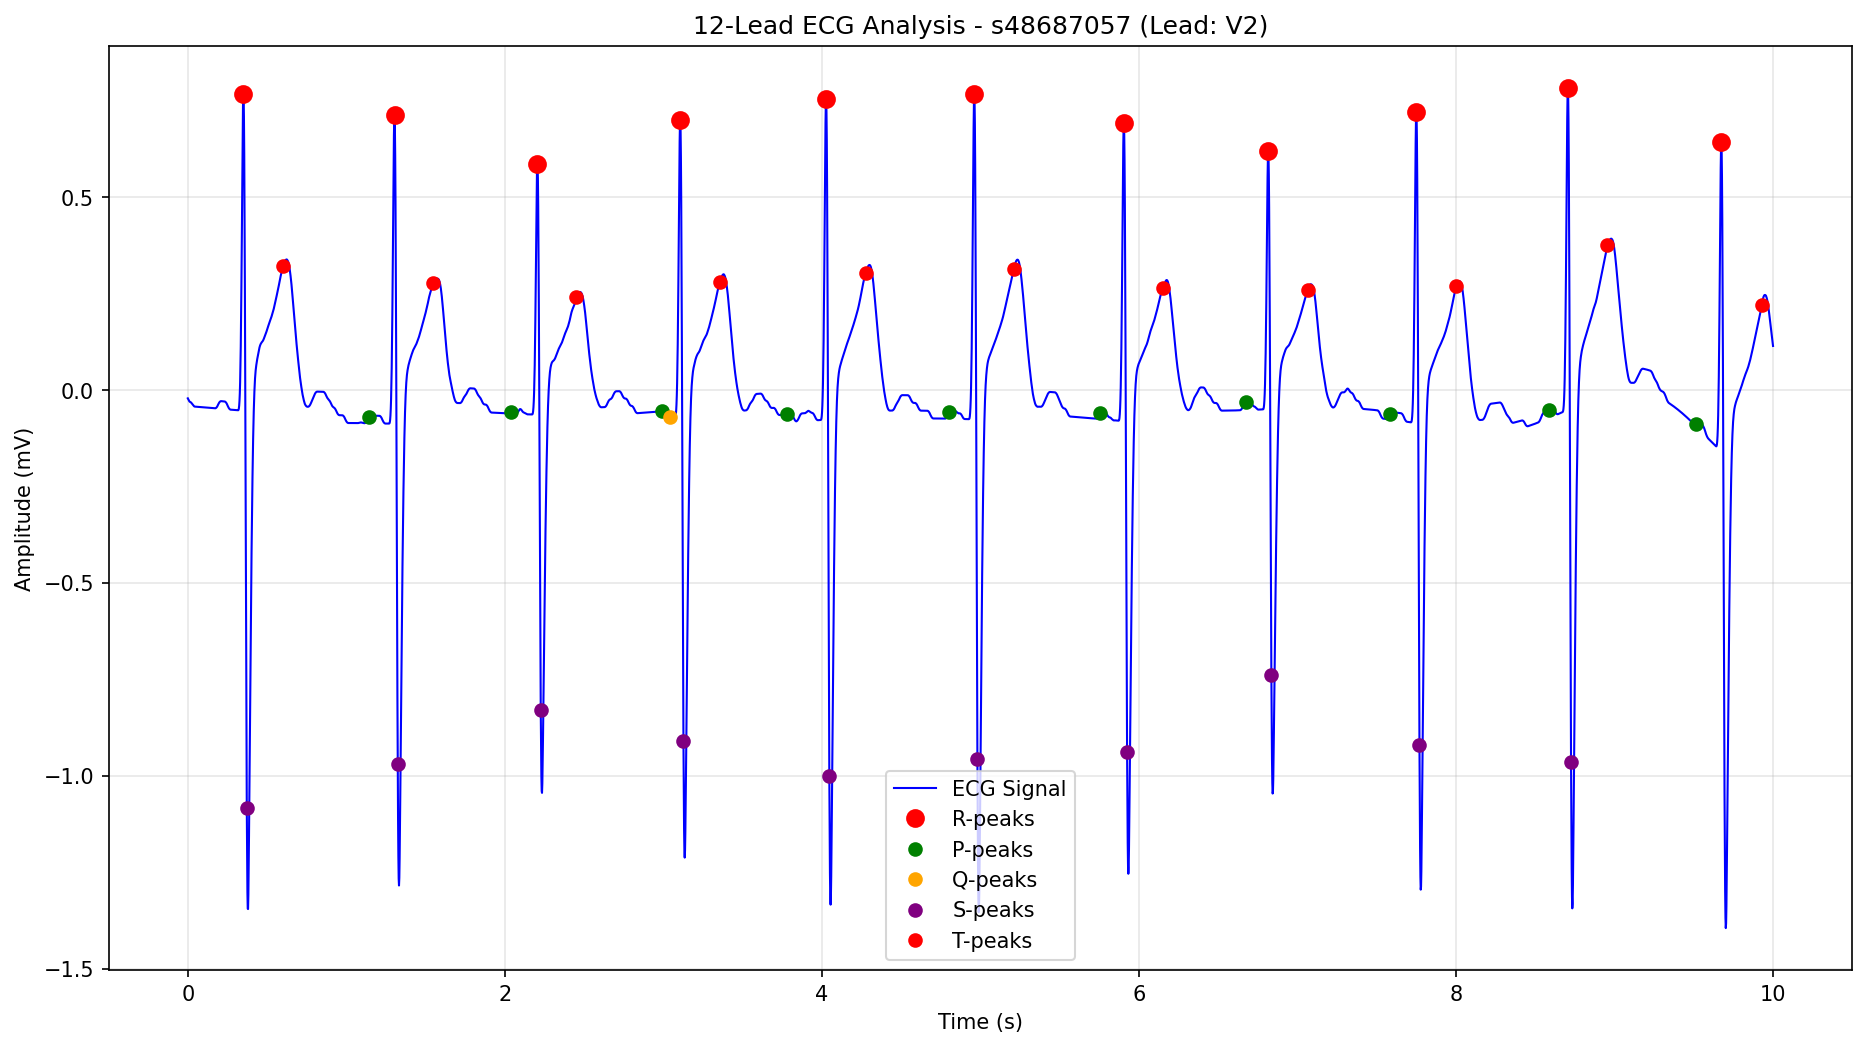 12-Lead ECG Analysis - s48687057 (Lead: V2)
Amplitude (mV)
0.5
0.0
−0.5
−1.0
−1.5
ECG Signal
R-peaks
P-peaks
Q-peaks
S-peaks
T-peaks
0 2 4 6 8 10
Time (s)